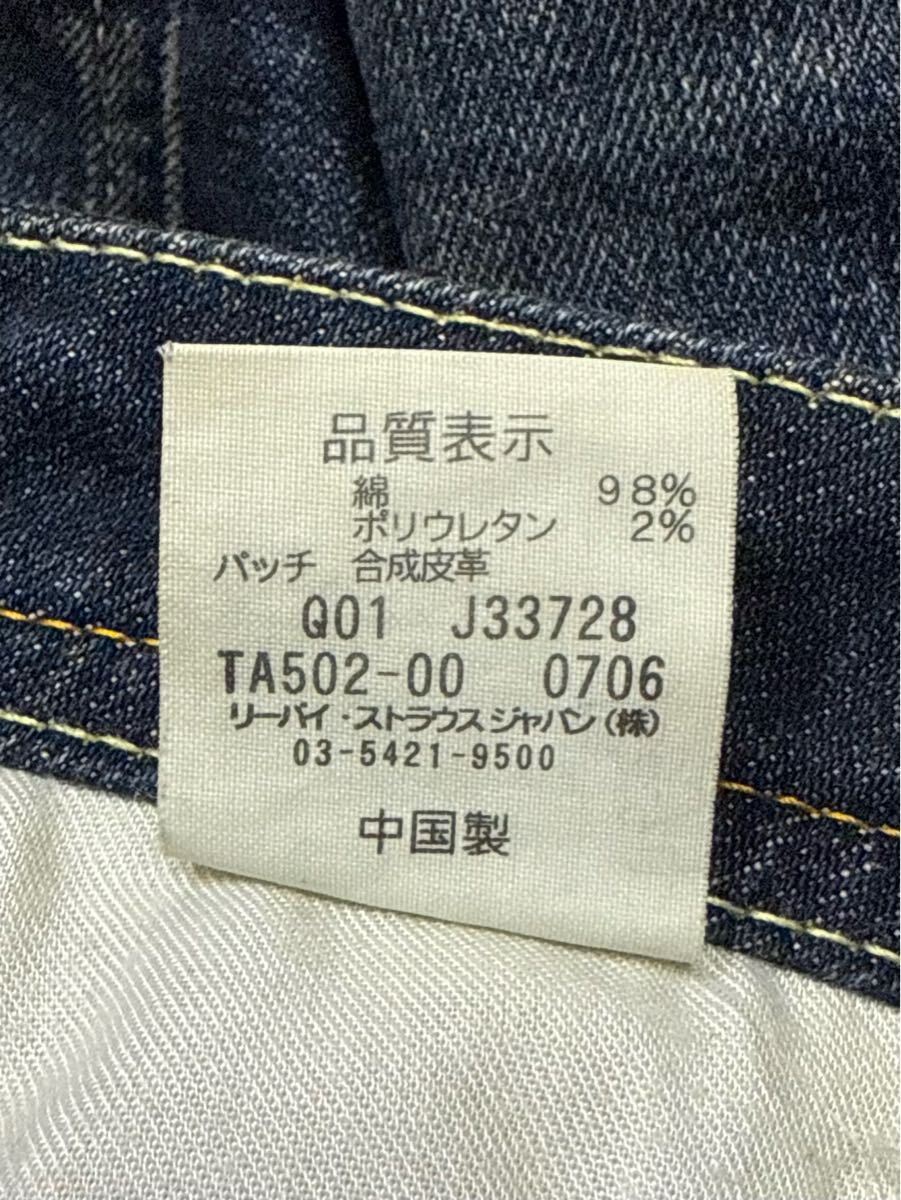 品質表示
綿 98%
ポリウレタン 2%
パッチ 合成皮革
Q01 J33728
TA502-00 0706
リーバイ・ストラウスジャパン(株)
03-5421-9500
中国製